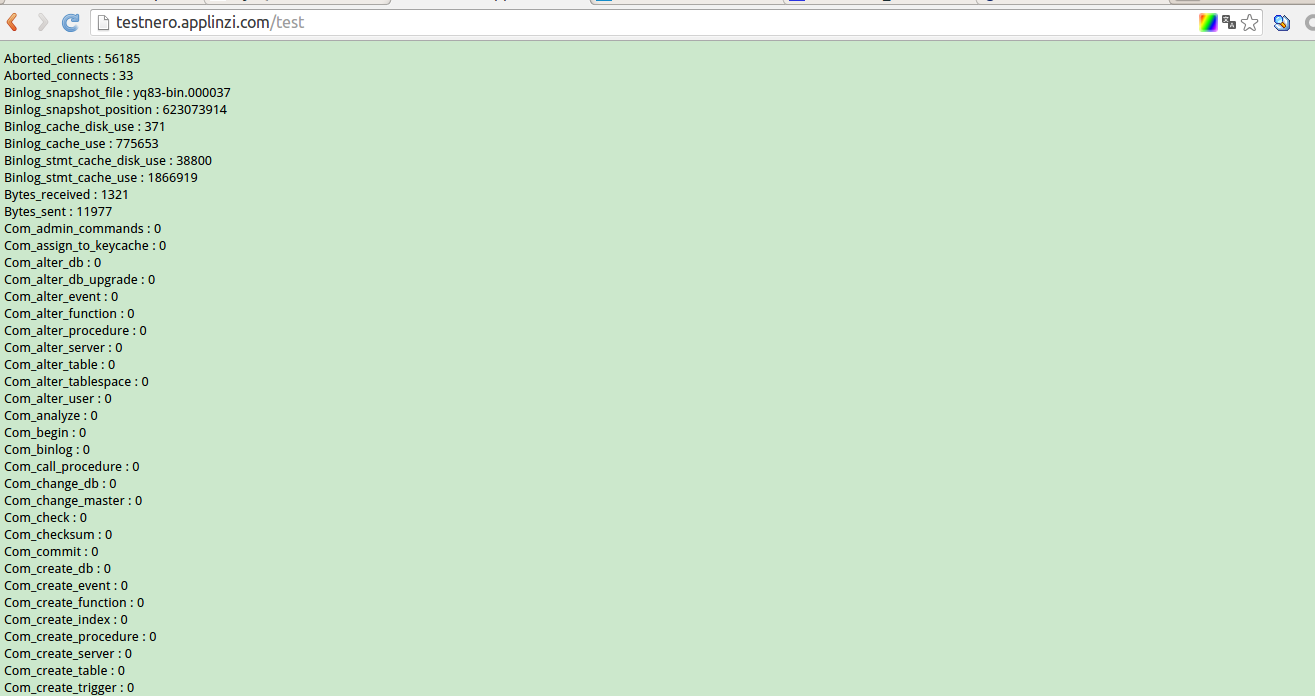 testnero.applinzi.com/test
Aborted_clients : 56185
Aborted_connects : 33
Binlog_snapshot_file : yq83-bin.000037
Binlog_snapshot_position : 623073914
Binlog_cache_disk_use : 371
Binlog_cache_use : 775653
Binlog_stmt_cache_disk_use : 38800
Binlog_stmt_cache_use : 1866919
Bytes_received : 1321
Bytes_sent : 11977
Com_admin_commands : 0
Com_assign_to_keycache : 0
Com_alter_db : 0
Com_alter_db_upgrade : 0
Com_alter_event : 0
Com_alter_function : 0
Com_alter_procedure : 0
Com_alter_server : 0
Com_alter_table : 0
Com_alter_tablespace : 0
Com_alter_user : 0
Com_analyze : 0
Com_begin : 0
Com_binlog : 0
Com_call_procedure : 0
Com_change_db : 0
Com_change_master : 0
Com_check : 0
Com_checksum : 0
Com_commit : 0
Com_create_db : 0
Com_create_event : 0
Com_create_function : 0
Com_create_index : 0
Com_create_procedure : 0
Com_create_server : 0
Com_create_table : 0
Com_create_trigger : 0